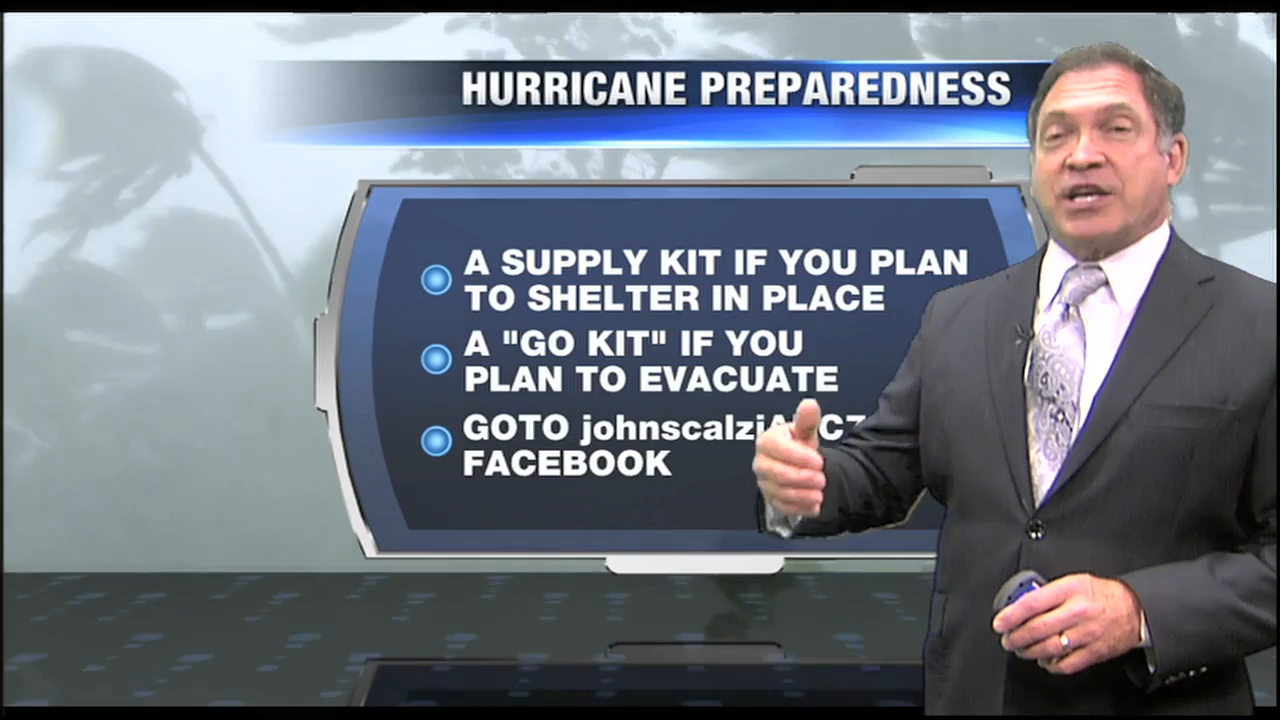 HURRICANE PREPAREDNESS
A SUPPLY KIT IF YOU PLAN
TO SHELTER IN PLACE
A "GO KIT" IF YOU
PLAN TO EVACUATE
GOTO
FACEBOOK